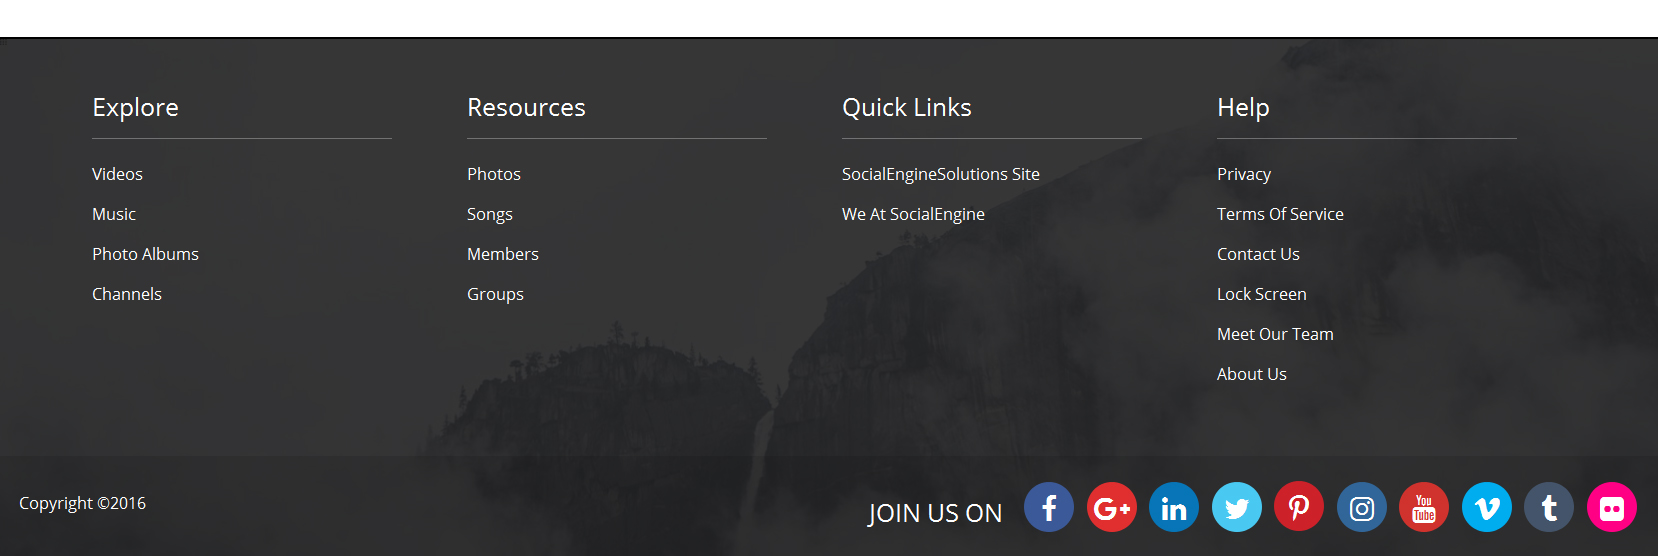 Explore
Videos
Music
Photo Albums
Channels
Resources
Photos
Songs
Members
Groups
Quick Links
SocialEngineSolutions Site
We At SocialEngine
Help
Privacy
Terms Of Service
Contact Us
Lock Screen
Meet Our Team
About Us
Copyright ©2016
JOIN US ON
f G+ in You Tube t